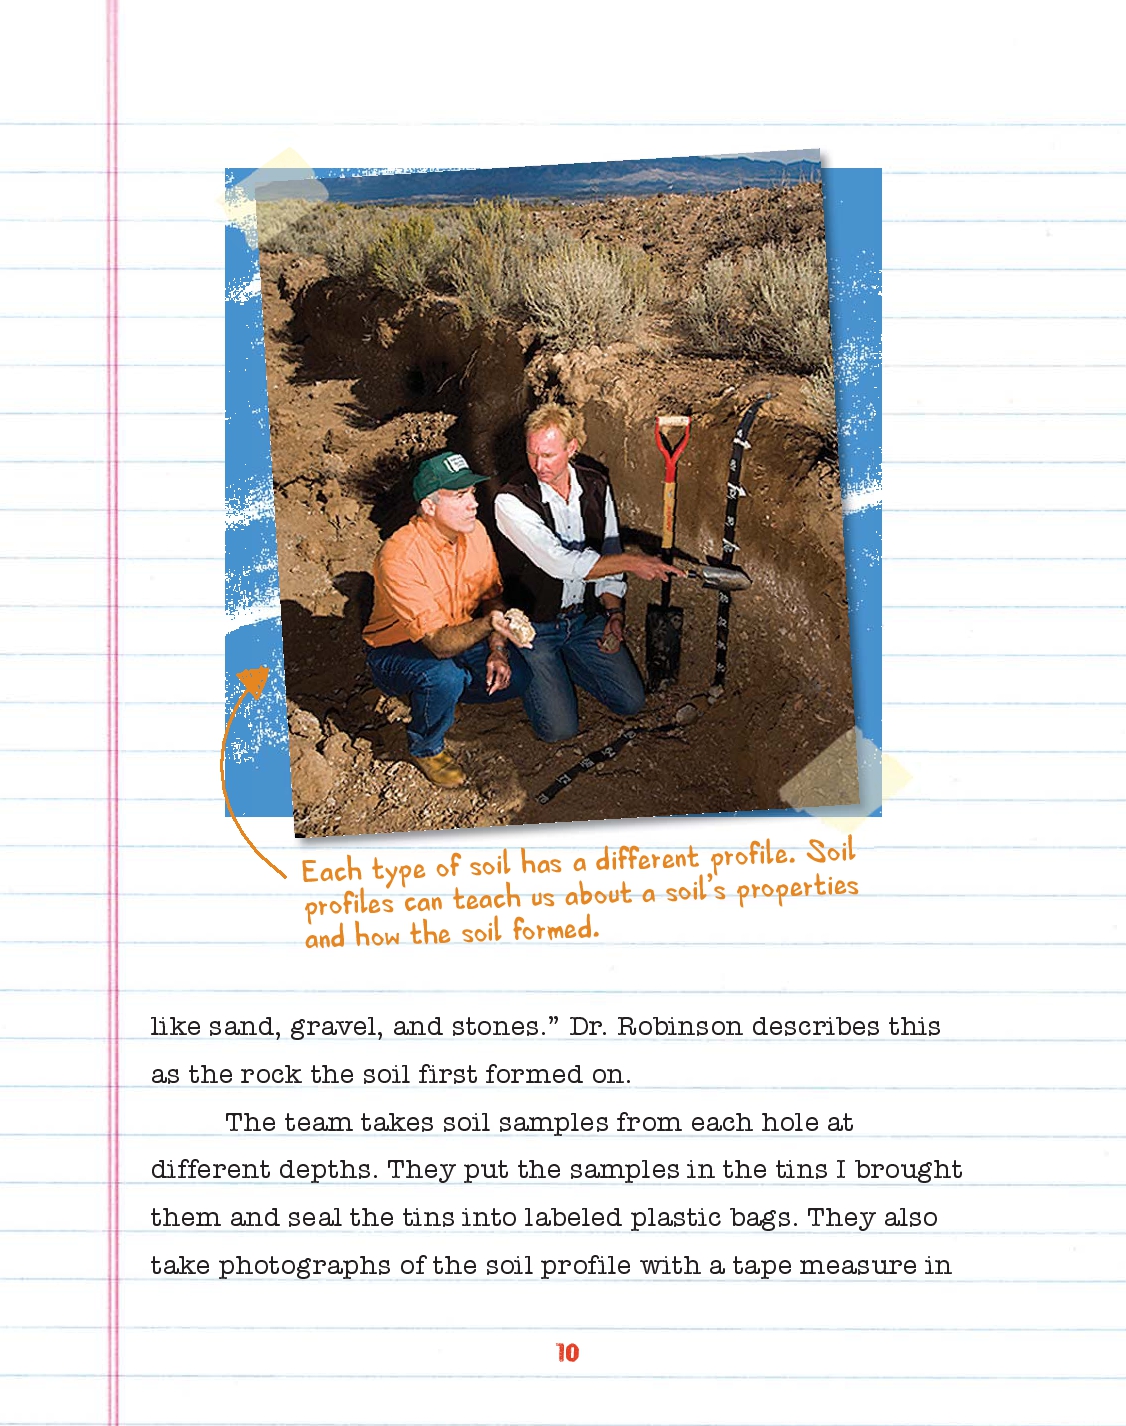 Each type of soil has a different profile. Soil
profiles can teach us about a soil's properties
and how the soil formed.
like sand, gravel, and stones.” Dr. Robinson describes this
as the rock the soil first formed on.
The team takes soil samples from each hole at
different depths. They put the samples in the tins I brought
them and seal the tins into labeled plastic bags. They also
take photographs of the soil profile with a tape measure in
10